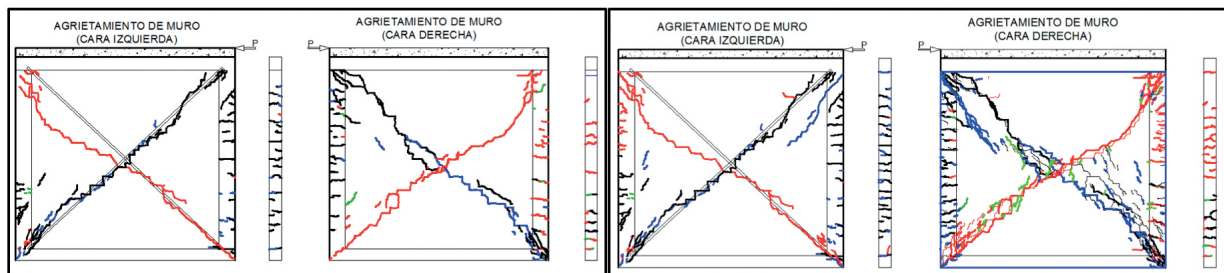 AGRIETAMIENTO DE MURO
(CARA IZQUIERDA)
P
AGRIETAMIENTO DE MURO
(CARA DERECHA)
P
AGRIETAMIENTO DE MURO
(CARA IZQUIERDA)
P
AGRIETAMIENTO DE MURO
(CARA DERECHA)
P